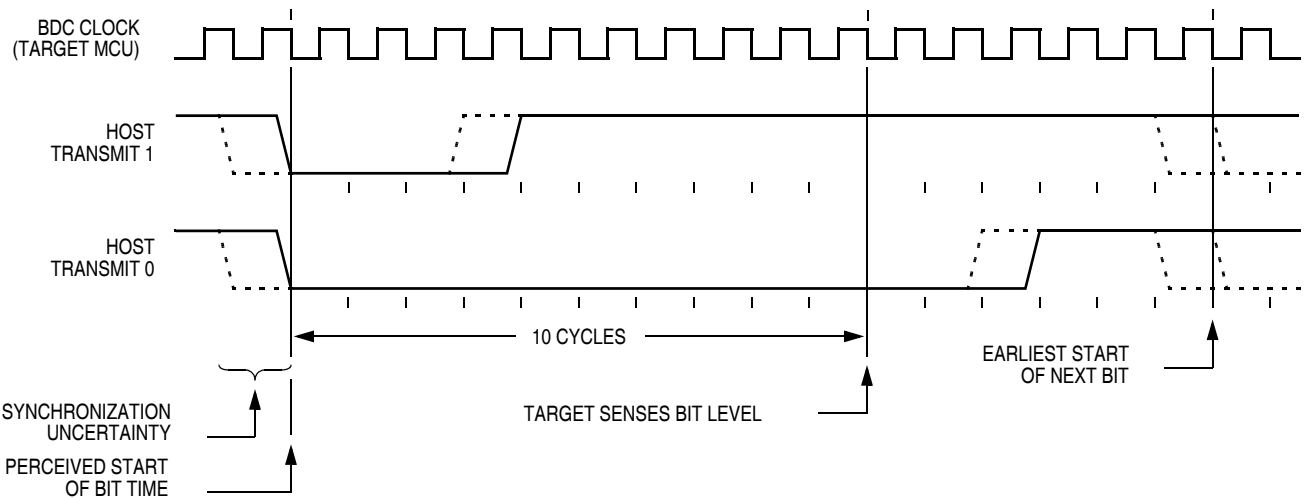 BDC CLOCK
(TARGET MCU)
HOST
TRANSMIT 1
HOST
TRANSMIT 0
10 CYCLES
EARLIEST START
OF NEXT BIT
TARGET SENSES BIT LEVEL
SYNCHRONIZATION
UNCERTAINTY
PERCEIVED START
OF BIT TIME